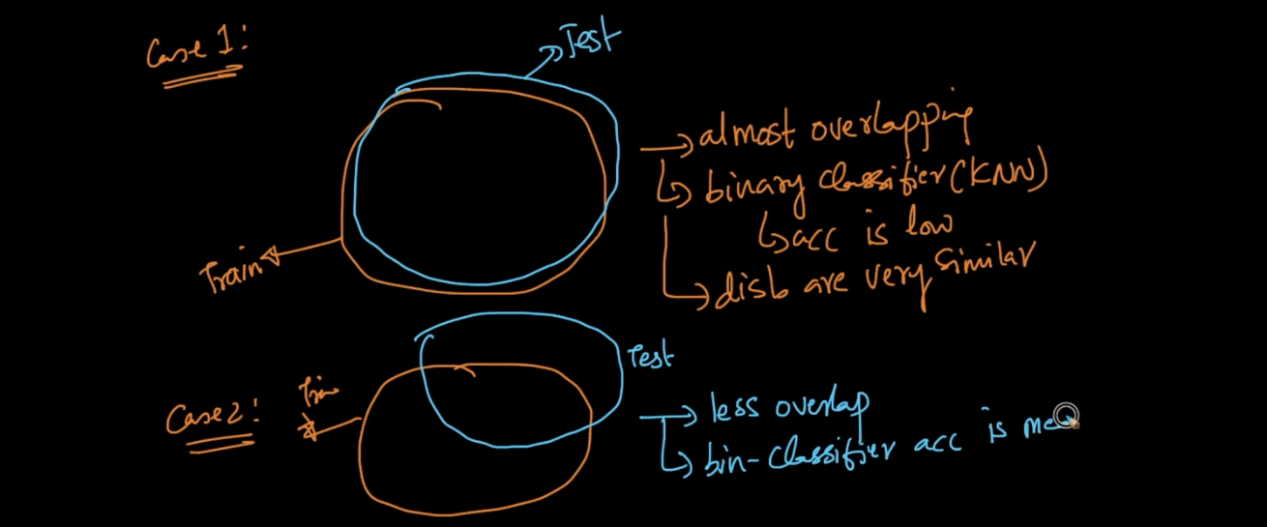 Case 1:
Test
→ almost overlapping
↳ binary classifier (KNN)
↳ acc is low
Train
→ dist are very similar
Test
Case 2:
→ less overlap
↳ bin-classifier acc is me